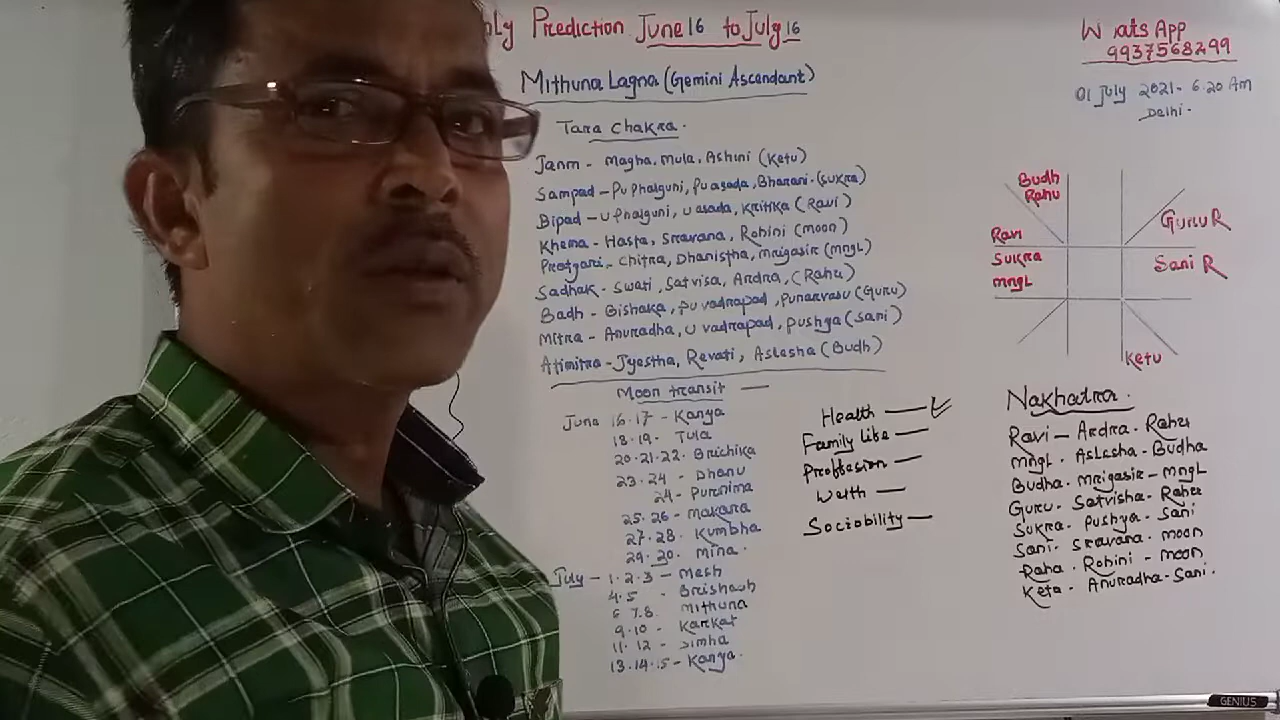 ly Prediction June 16 to July 16
Mithuna Lagna (Gemini Ascendant)
Tara Chakra.
Janm - Magha, Mula, Ashini (Ketu)
Sampad - Pu Phalguni, Pu asada, Bharani. (Sukra)
Bipad - U Phalguni, U asada, Kritika (Ravi)
Khema - Hasta, Sravana, Rohini (moon)
Pratyari - Chitra, Dhanistha, Mrigasir (mngl)
Sadhak - Swati, Satvisa, Ardra, (Rahu)
Badh - Bishaka, Pu vadrapad, Punarvasu (Guru)
Mitra - Anuradha, U vadrapad, Pushya (Sani)
Atimitra - Jyestha, Revati, Aslesha (Budh)
Moon transit —
June 16.17 - Kanya
18.19 - Tula
20.21.22 - Brichika
23.24 - Dhanu
24 - Purnima
25.26 - Makara
27.28 - Kumbha
29.30 - Mina.
July - 1.2.3 - Mesh
4.5 - Brishabh
6 7.8. Mithuna
9.10 - Karkat
11.12 - Simha
13.14.15 - Kanya.
Health —
Family life —
Proffesion —
Welth —
Sociobility —
WhatsApp
9937568299
01 July 2021 - 6.20 Am
Delhi.
Budh
Rahu
Guru R
Ravi
Sukra
Sani R
mngl
Ketu
Nakhatra.
Ravi - Ardra. Rahu
Mngl. Aslesha - Budha
Budha. Mrigasir - mngl
Guru. Satvisha - Rahu
Sukra. Pushya. Sani
Sani. Sravana. moon
Raha. Rohini - moon
Keta. Anuradha - Sani.
GENIUS